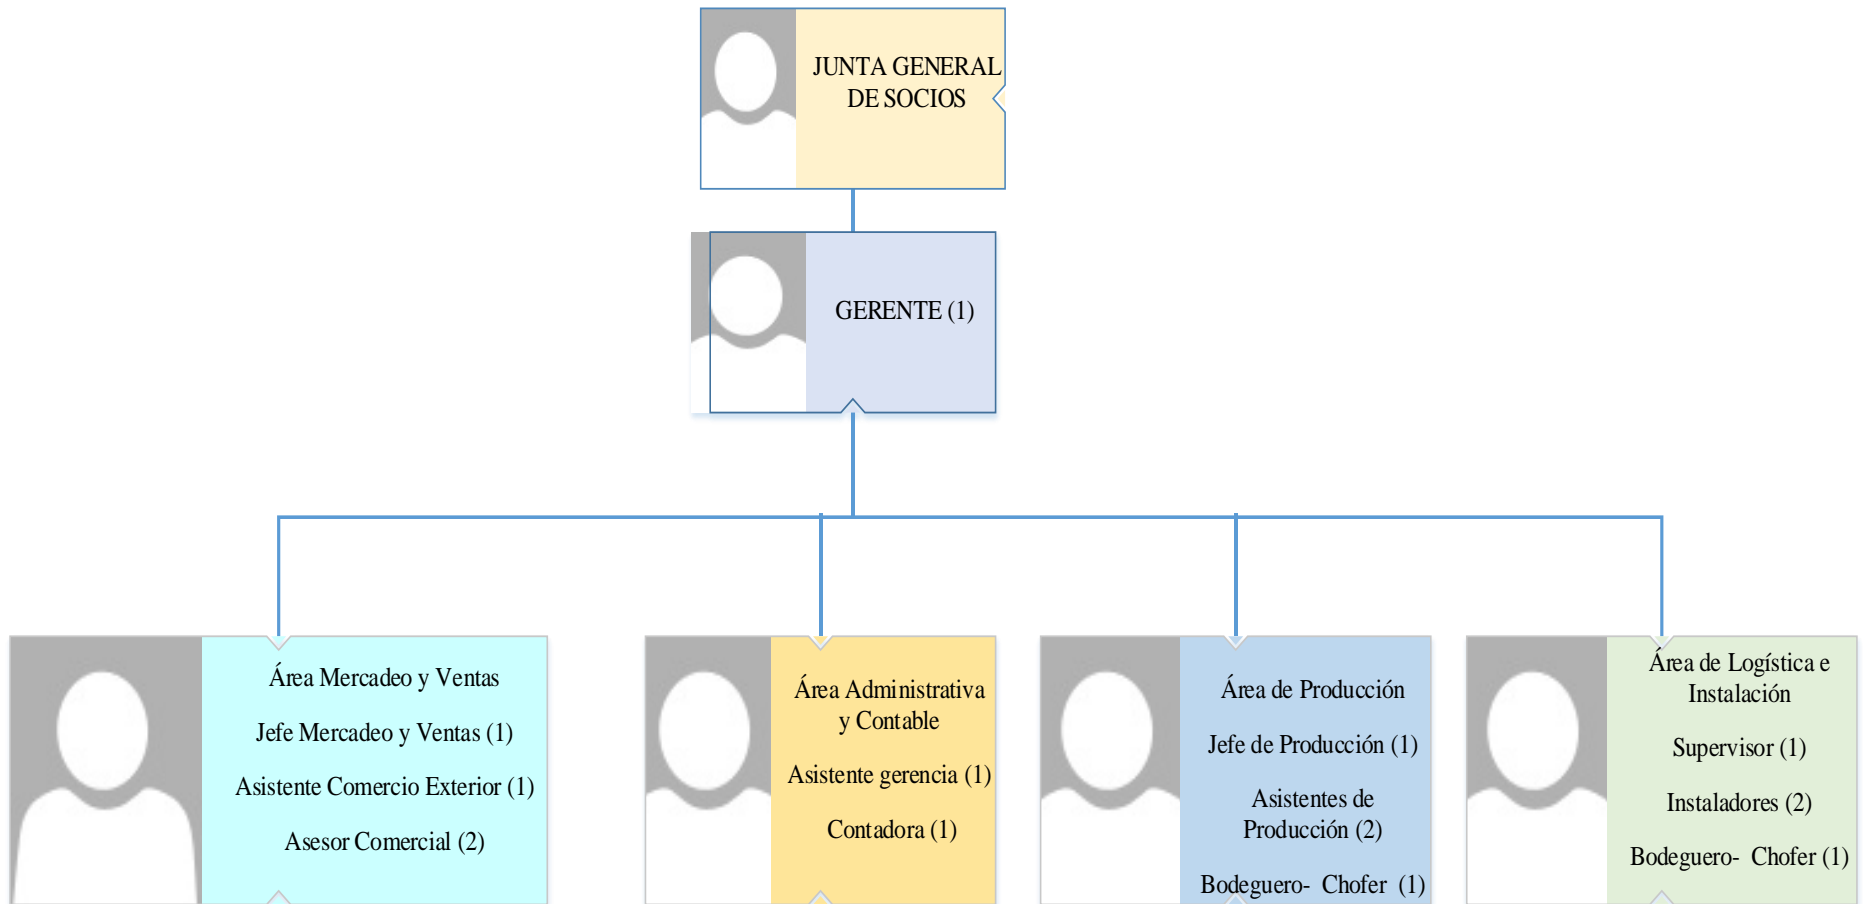 JUNTA GENERAL
DE SOCIOS
GERENTE (1)
Área Mercadeo y Ventas
Jefe Mercadeo y Ventas (1)
Asistente Comercio Exterior (1)
Asesor Comercial (2)
Área Administrativa
y Contable
Asistente gerencia (1)
Contadora (1)
Área de Producción
Jefe de Producción (1)
Asistentes de
Producción (2)
Bodeguero- Chofer (1)
Área de Logística e
Instalación
Supervisor (1)
Instaladores (2)
Bodeguero- Chofer (1)